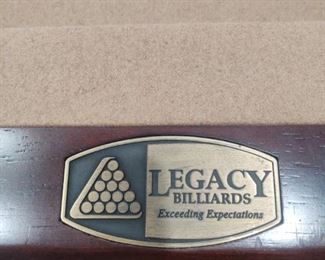 LEGACY
BILLIARDS
Exceeding Expectations